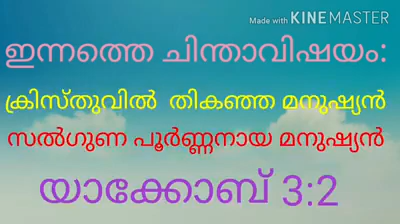 Made with KINEMASTER
ഇന്നത്തെ ചിന്താവിഷയം:
ക്രിസ്തുവിൽ തികഞ്ഞ മനുഷ്യൻ
സൽഗുണ പൂർണ്ണനായ മനുഷ്യൻ
യാക്കോബ് 3:2